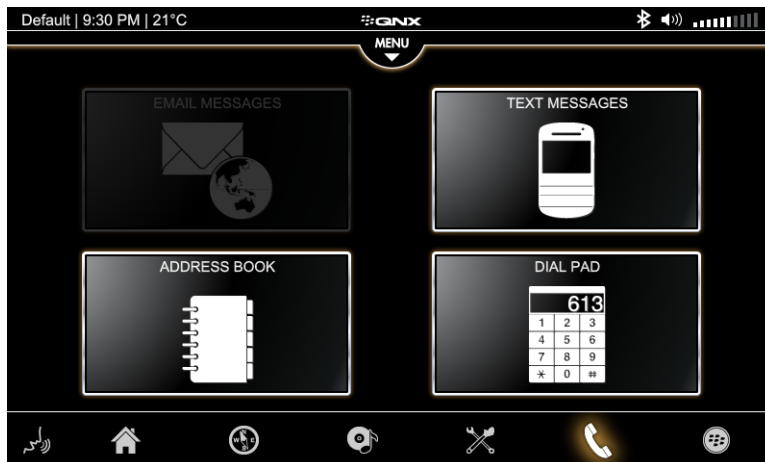 Default | 9:30 PM | 21°C
QNX
MENU
EMAIL MESSAGES
TEXT MESSAGES
ADDRESS BOOK
DIAL PAD
613
1 2 3
4 5 6
7 8 9
* 0 #
W E